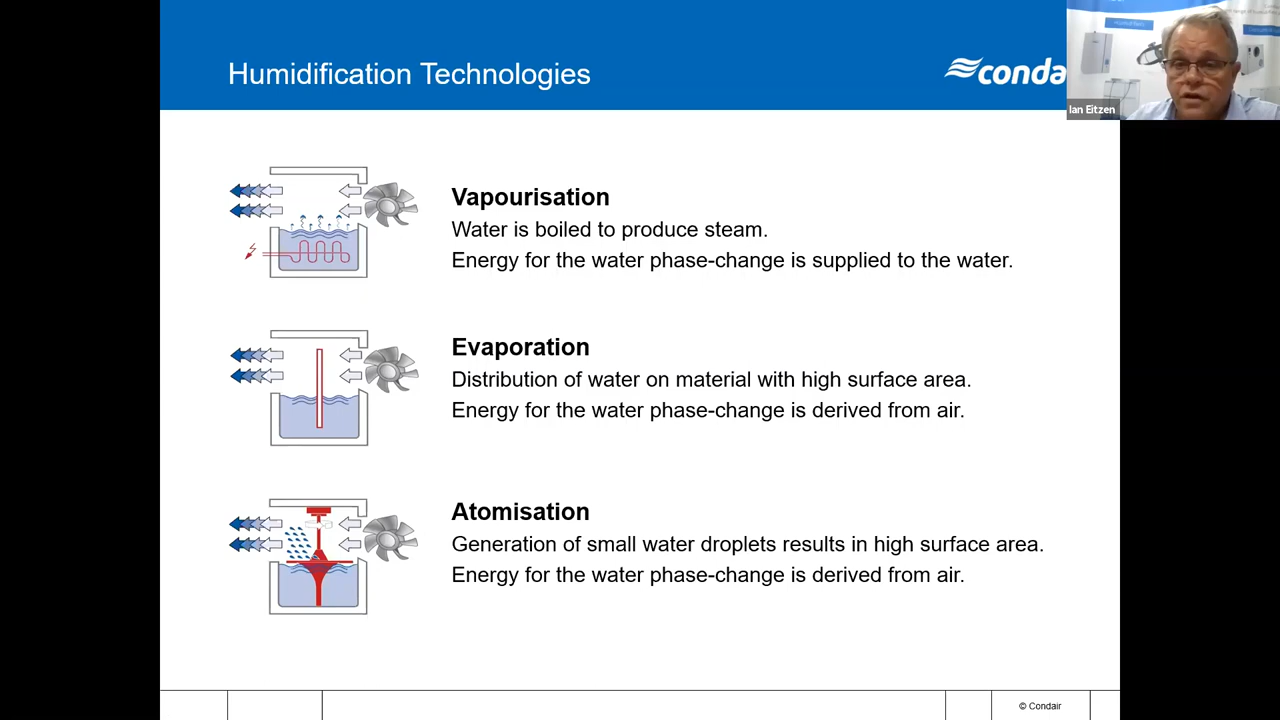 Humidification Technologies
conda
Ian Eitzen
Vapourisation
Water is boiled to produce steam.
Energy for the water phase-change is supplied to the water.
Evaporation
Distribution of water on material with high surface area.
Energy for the water phase-change is derived from air.
Atomisation
Generation of small water droplets results in high surface area.
Energy for the water phase-change is derived from air.
© Condair